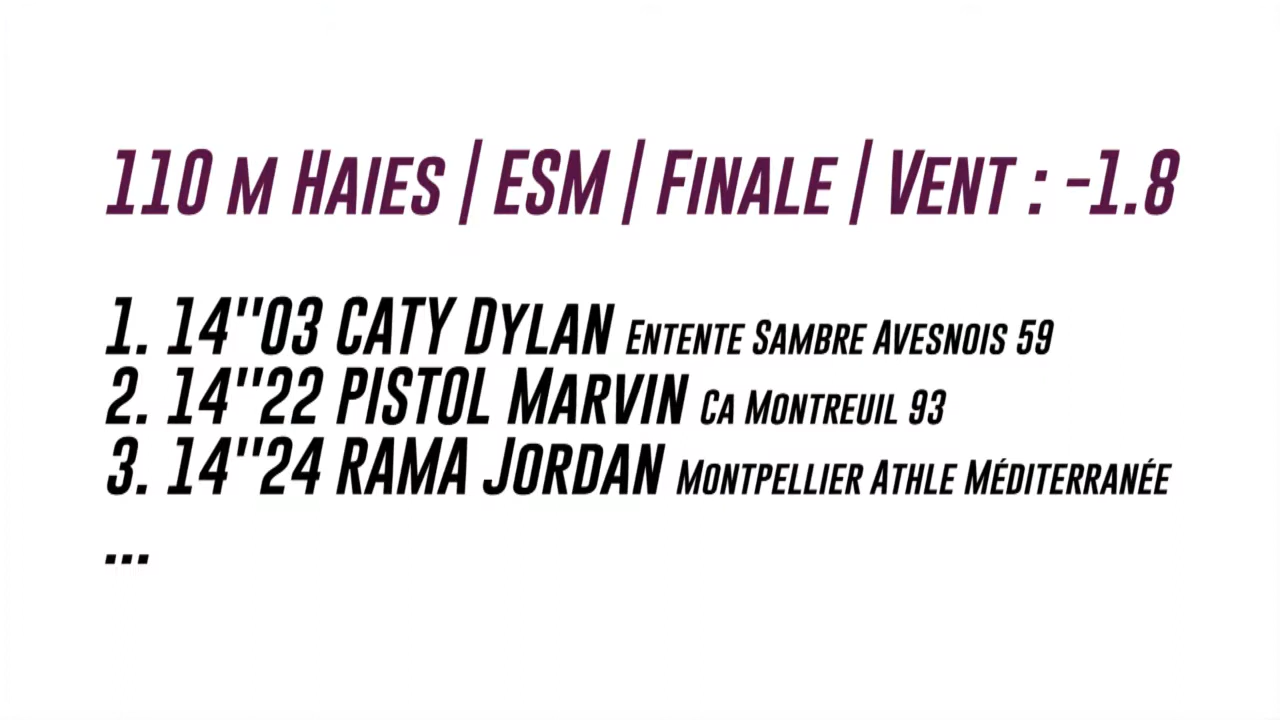 110 m Haies | ESM | Finale | Vent : -1.8
1. 14''03 CATY Dylan Entente Sambre Avesnois 59
2. 14''22 PISTOL Marvin Ca Montreuil 93
3. 14''24 RAMA Jordan Montpellier Athle Méditerranée
...